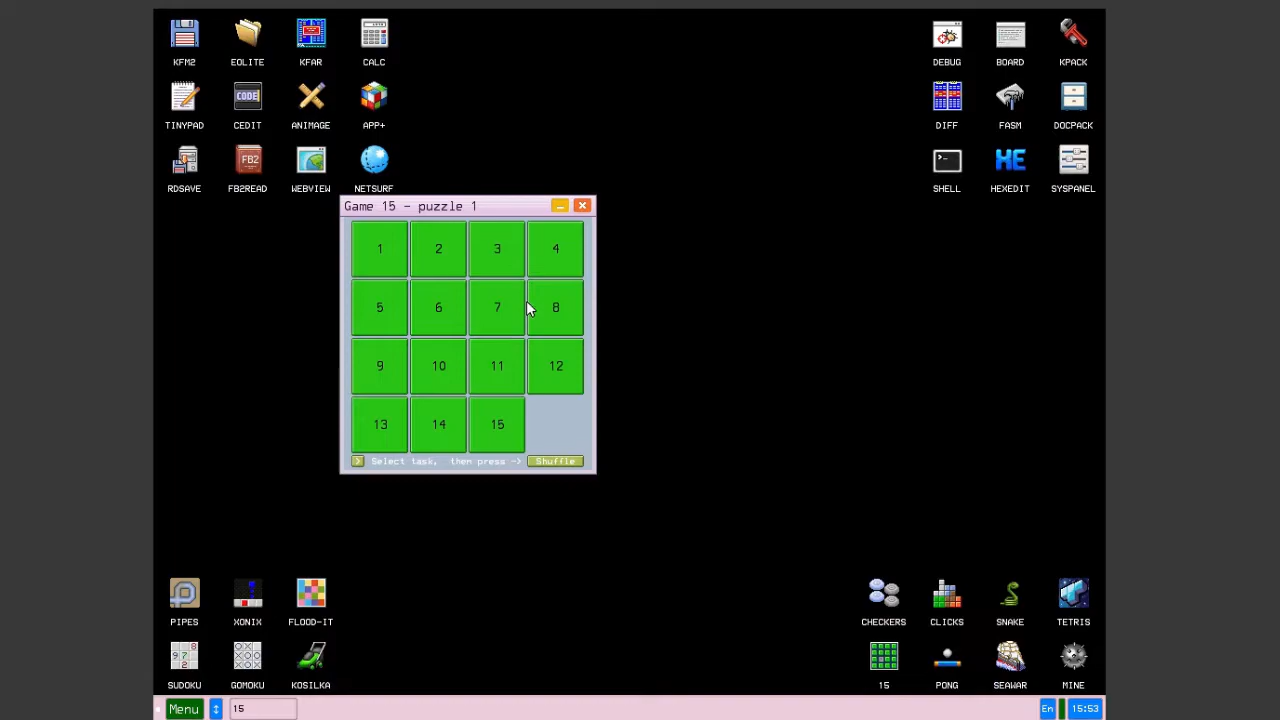 KFM2 EOLITE KFAR CALC DEBUG BOARD KPACK
TINYPAD CEDIT ANIMAGE APP+ DIFF FASM DOCPACK
CODE
RDSAVE FB2READ WEBVIEW NETSURF SHELL HEXEDIT SYSPANEL
FB2
HE
Game 15 - puzzle 1
1 2 3 4
5 6 7 8
9 10 11 12
13 14 15
> Select task, then press -> Shuffle
PIPES XONIX FLOOD-IT CHECKERS CLICKS SNAKE TETRIS
SUDOKU GOMOKU KOSILKA 15 PONG SEAWAR MINE
Menu 15 En 15:53